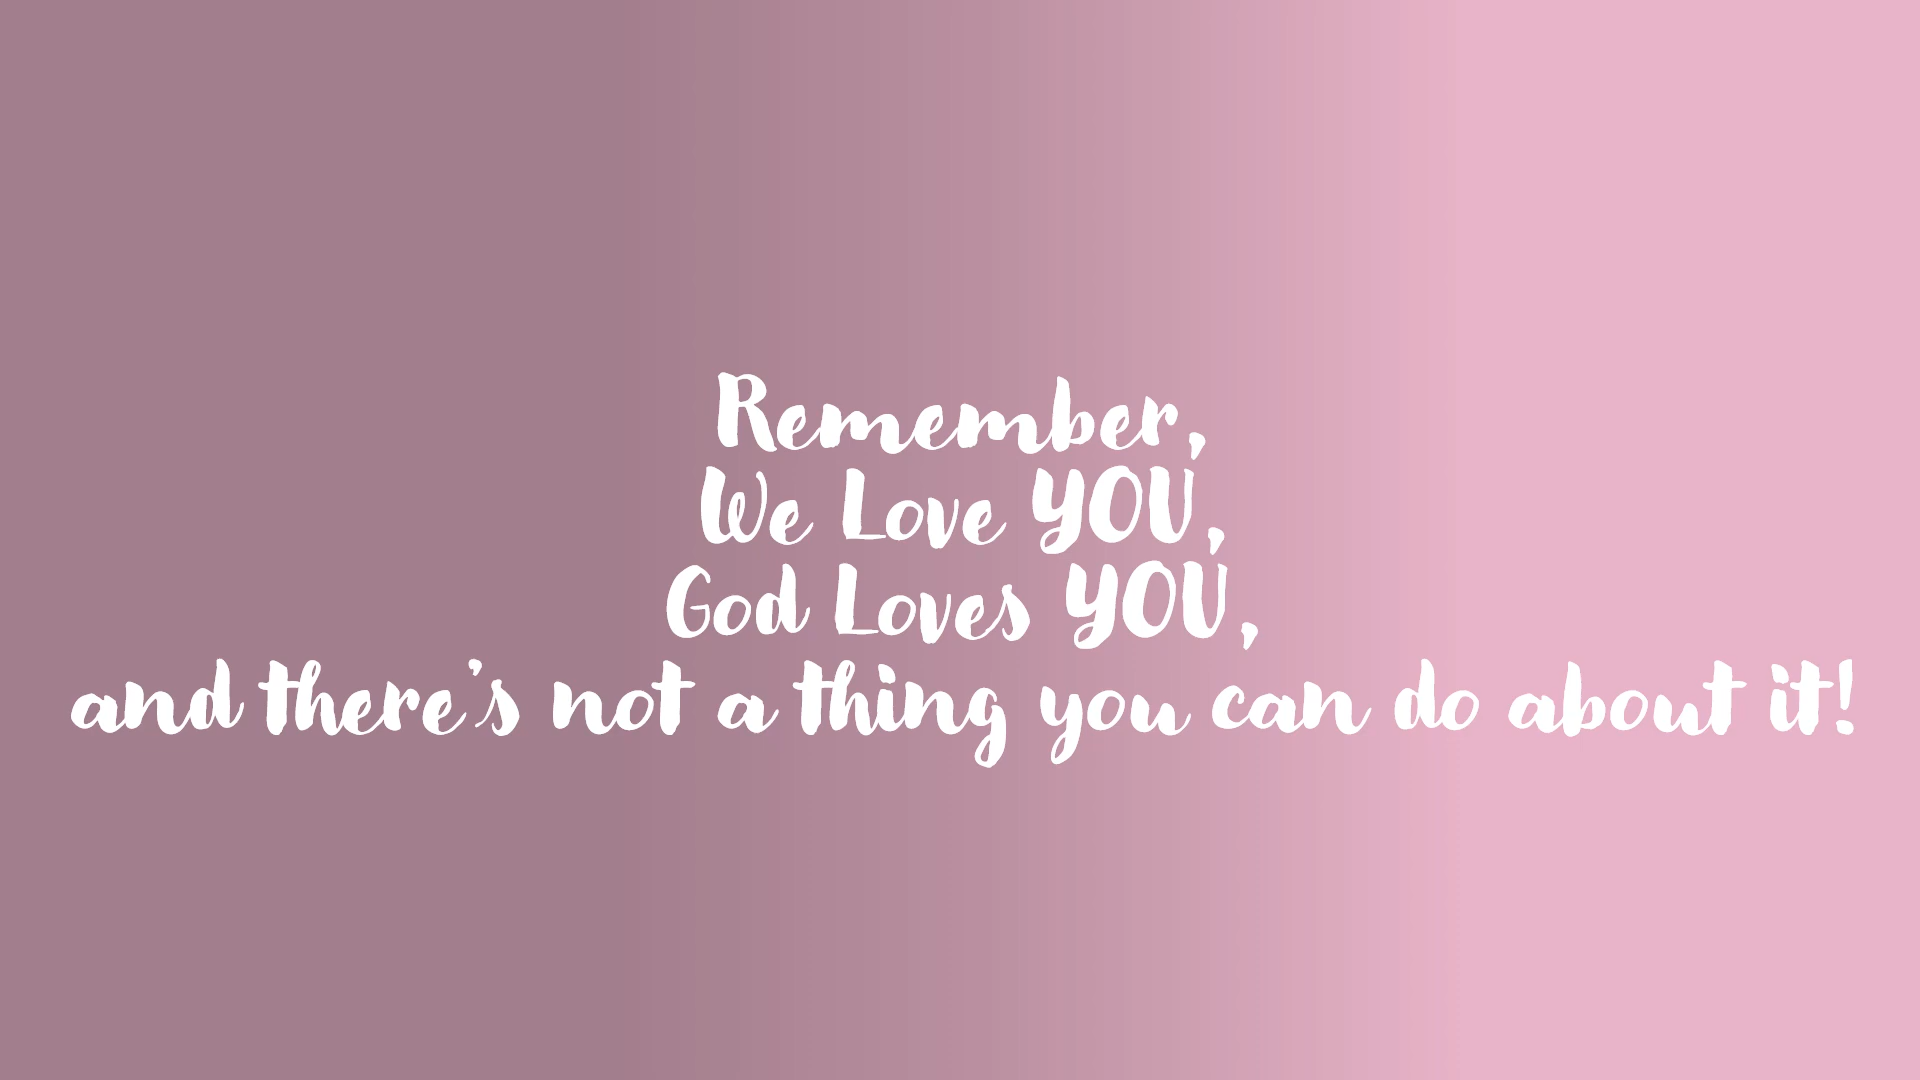 Remember,
We Love YOU,
God Loves YOU,
and there's not a thing you can do about it!